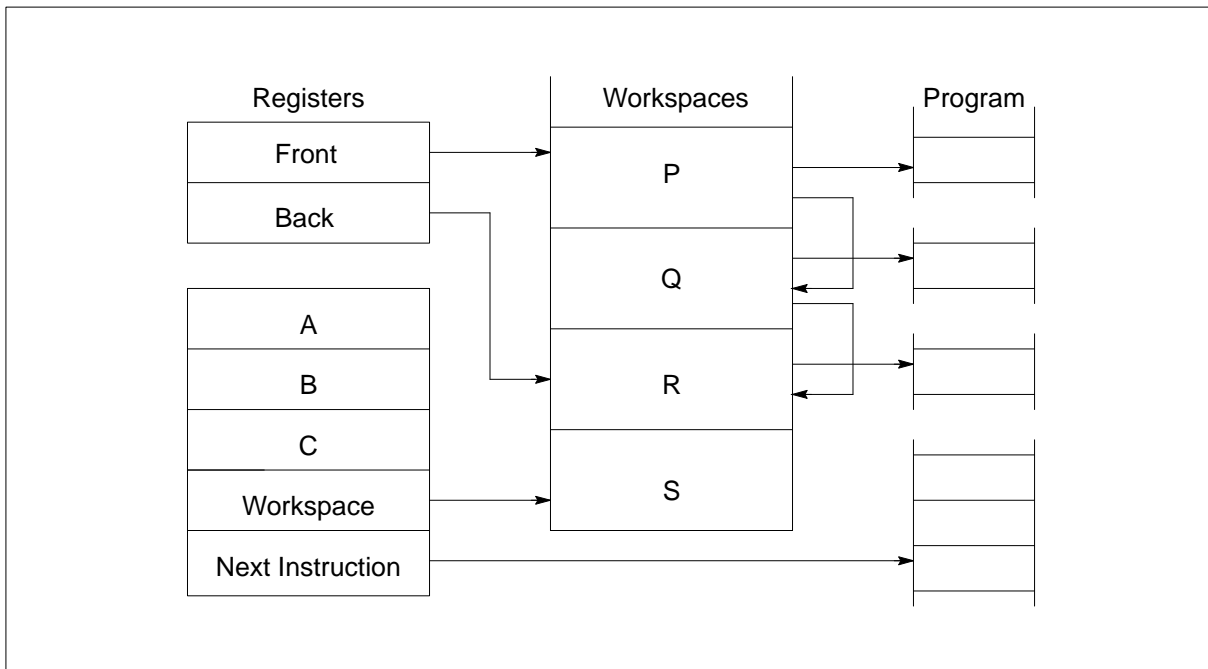 Registers
Workspaces
Program
Front
P
Back
Q
A
B
R
C
S
Workspace
Next Instruction